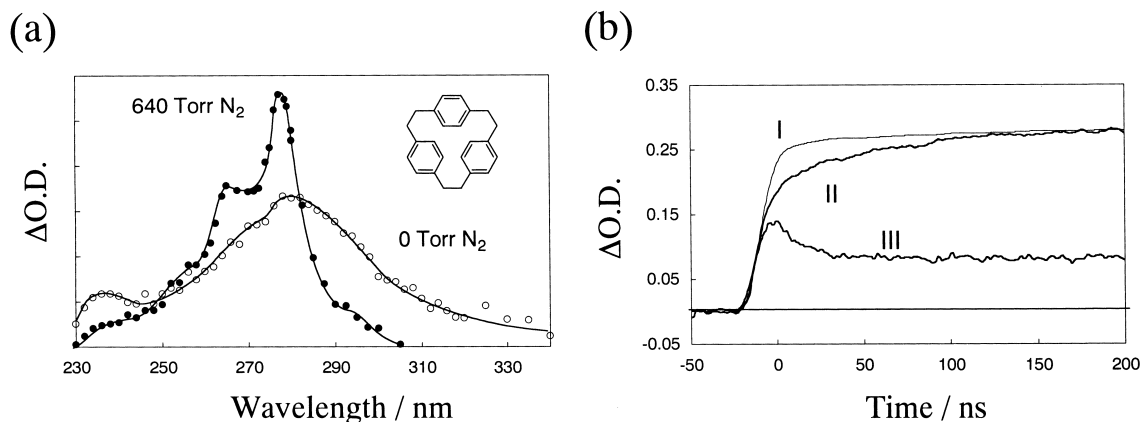 (a)
640 Torr N₂
0 Torr N₂
ΔO.D.
230 250 270 290 310 330
Wavelength / nm
(b)
0.35
0.25
0.15
0.05
-0.05
I
II
III
ΔO.D.
-50 0 50 100 150 200
Time / ns